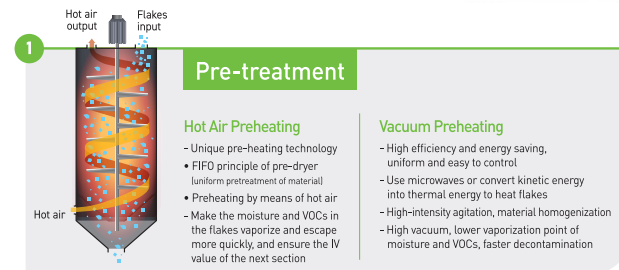 Hot air
output
Flakes
input
1
Pre-treatment
Hot Air Preheating
- Unique pre-heating technology
• FIFO principle of pre-dryer
(uniform pretreatment of material)
• Preheating by means of hot air
- Make the moisture and VOCs in
the flakes vaporize and escape
more quickly, and ensure the IV
value of the next section
Vacuum Preheating
- High efficiency and energy saving,
uniform and easy to control
- Use microwaves or convert kinetic energy
into thermal energy to heat flakes
- High-intensity agitation, material homogenization
- High vacuum, lower vaporization point of
moisture and VOCs, faster decontamination
Hot air